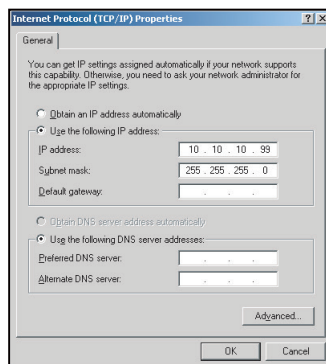 Internet Protocol (TCP/IP) Properties
General
You can get IP settings assigned automatically if your network supports
this capability. Otherwise, you need to ask your network administrator for
the appropriate IP settings.
Obtain an IP address automatically
Use the following IP address:
IP address: 10 . 10 . 10 . 99
Subnet mask: 255 . 255 . 255 . 0
Default gateway: . . .
Obtain DNS server address automatically
Use the following DNS server addresses:
Preferred DNS server: . . .
Alternate DNS server: . . .
Advanced...
OK Cancel